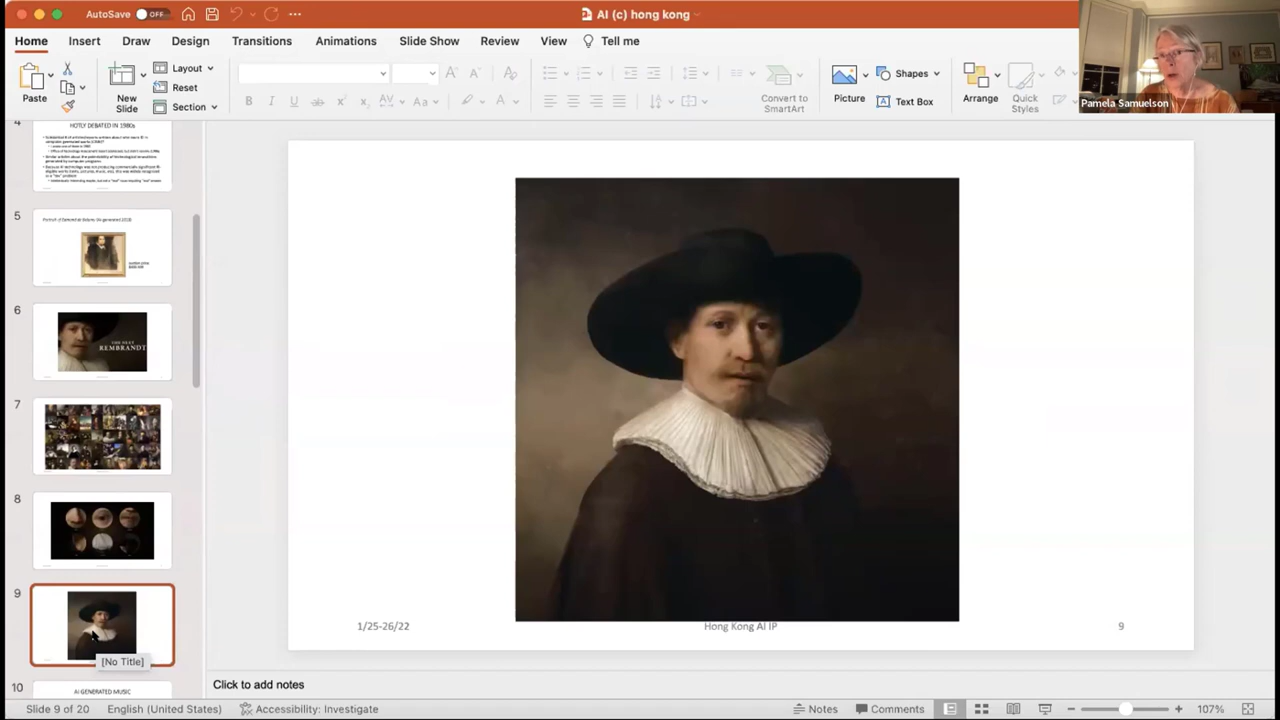 AutoSave OFF
AI (c) hong kong
Home Insert Draw Design Transitions Animations Slide Show Review View Tell me
Paste
New
Slide
Layout
Reset
Section
Convert to
SmartArt
Picture
Shapes
Text Box
Arrange
Quick
Styles
Pamela Samuelson
4
HOTLY DEBATED IN 1980s
5
6
THE NEXT
REMBRANDT
7
8
9
[No Title]
10
AI GENERATED MUSIC
1/25-26/22
Hong Kong AI IP
9
Click to add notes
Slide 9 of 20 English (United States) Accessibility: Investigate Notes Comments 107%